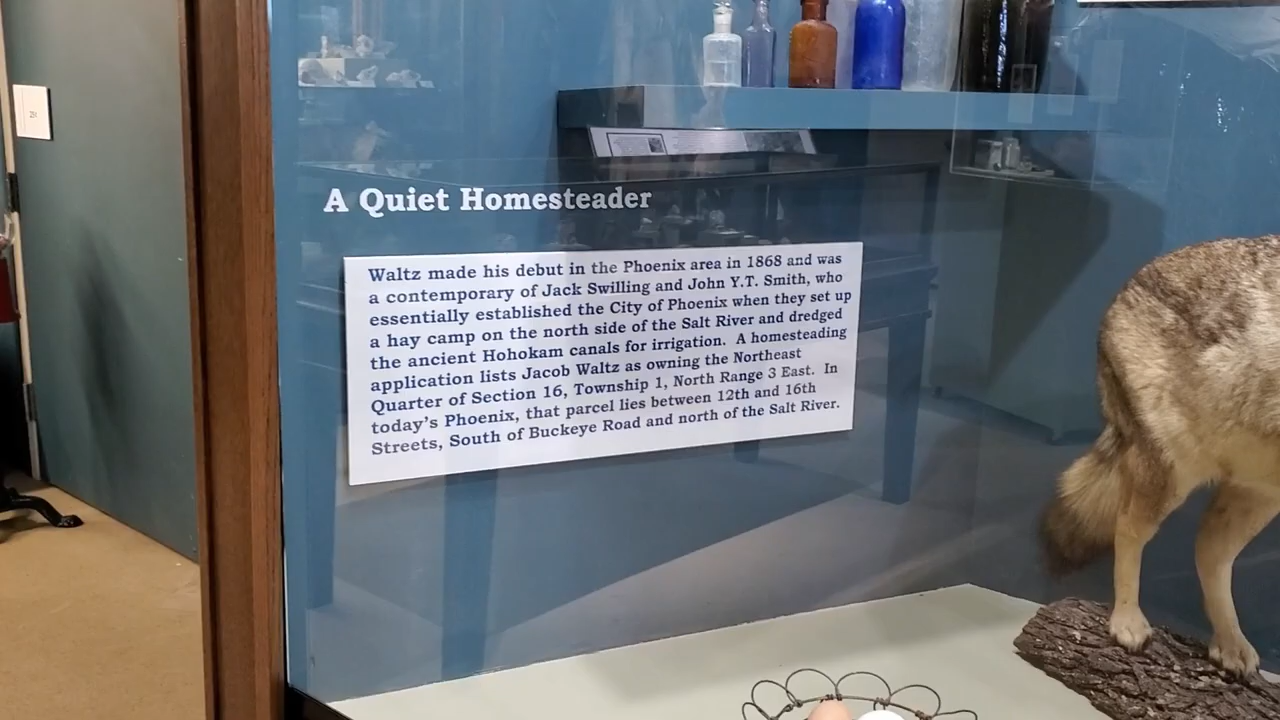 A Quiet Homesteader
Waltz made his debut in the Phoenix area in 1868 and was
a contemporary of Jack Swilling and John Y.T. Smith, who
essentially established the City of Phoenix when they set up
a hay camp on the north side of the Salt River and dredged
the ancient Hohokam canals for irrigation. A homesteading
application lists Jacob Waltz as owning the Northeast
Quarter of Section 16, Township 1, North Range 3 East. In
today's Phoenix, that parcel lies between 12th and 16th
Streets, South of Buckeye Road and north of the Salt River.